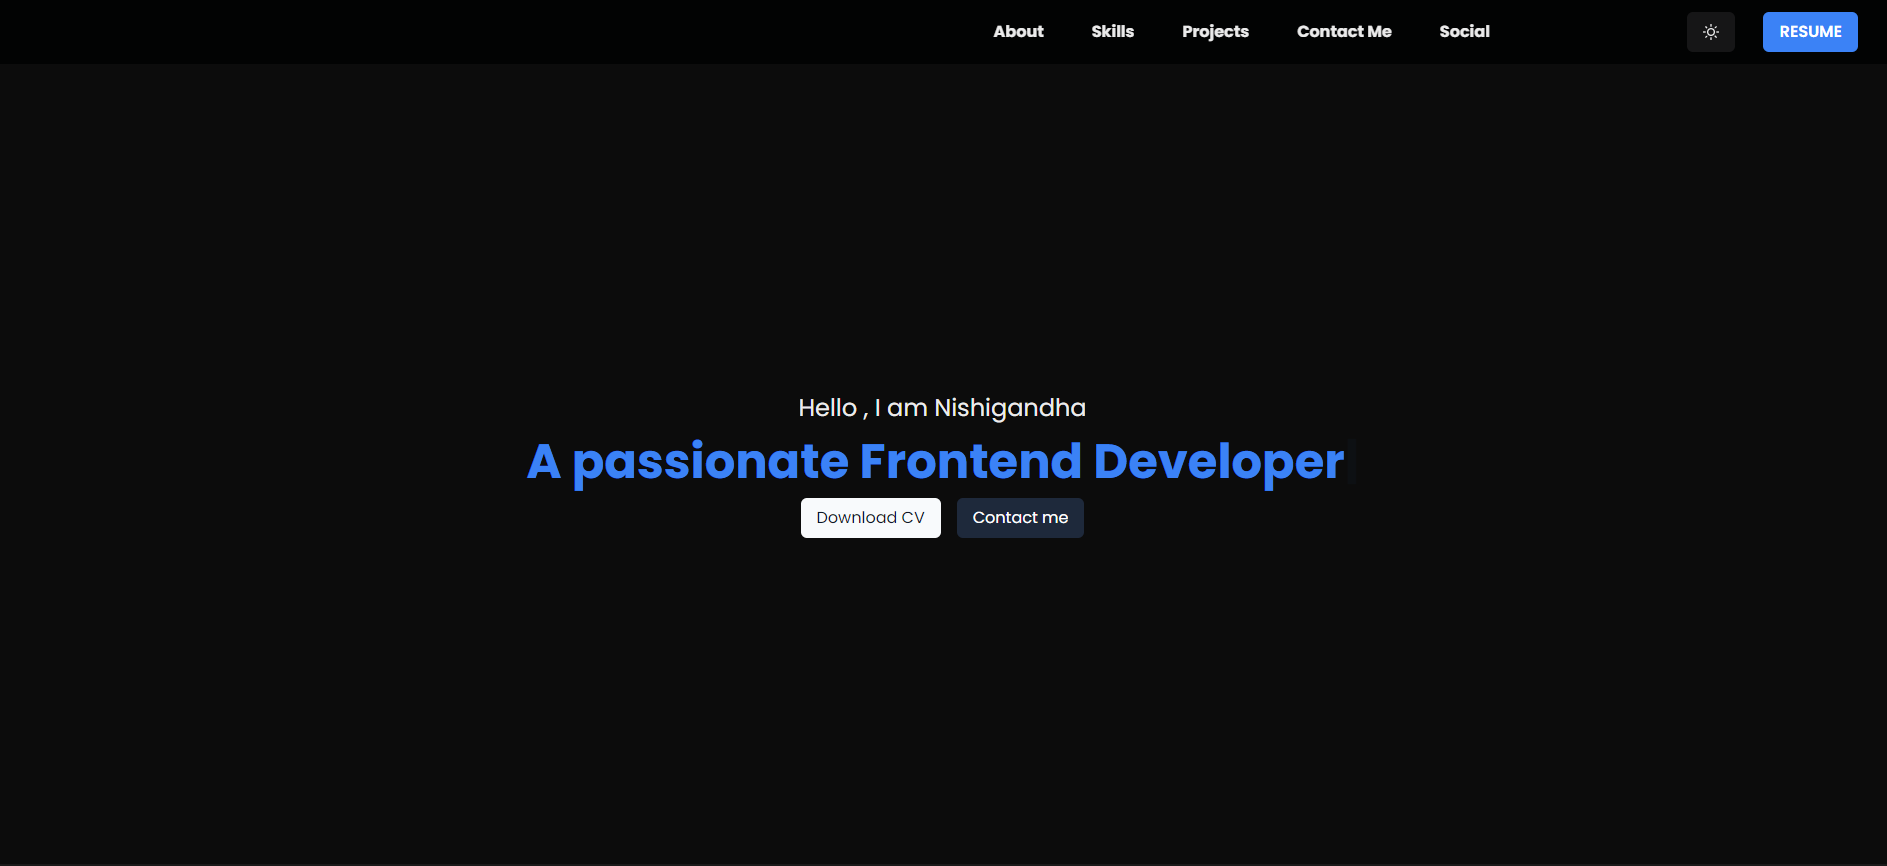 About Skills Projects Contact Me Social RESUME
Hello , I am Nishigandha
A passionate Frontend Developer
Download CV Contact me